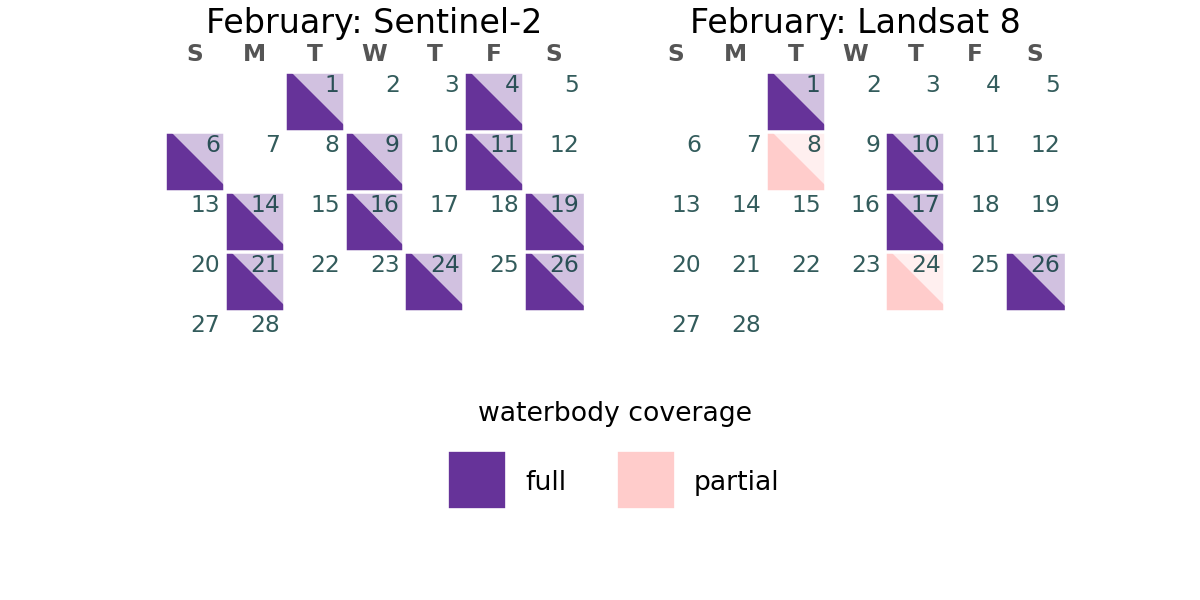 February: Sentinel-2
S M T W T F S
1 2 3 4 5
6 7 8 9 10 11 12
13 14 15 16 17 18 19
20 21 22 23 24 25 26
27 28
February: Landsat 8
S M T W T F S
1 2 3 4 5
6 7 8 9 10 11 12
13 14 15 16 17 18 19
20 21 22 23 24 25 26
27 28
waterbody coverage
full
partial